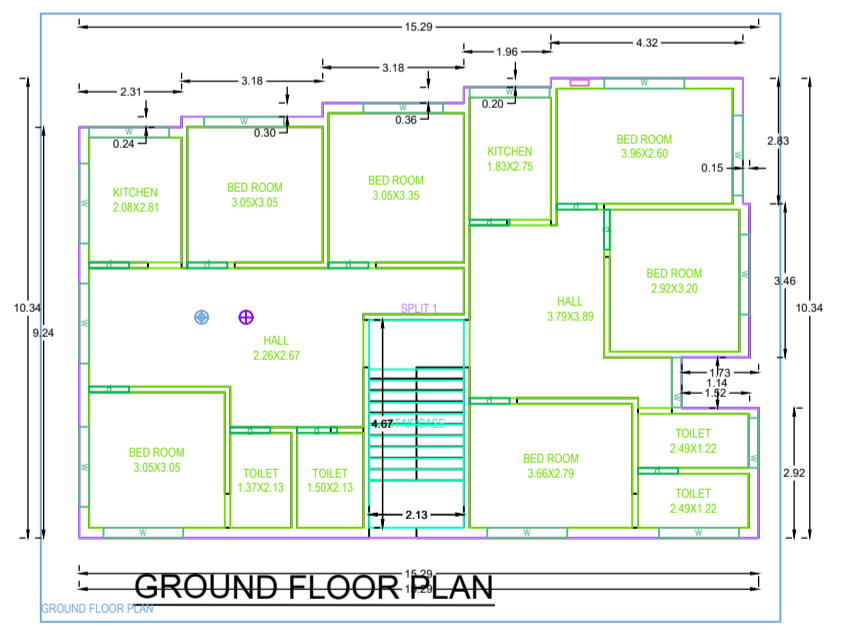 15.29
4.32
1.96
3.18
3.18
2.31
W
W
W
W
W
0.20
0.36
0.30
0.24
2.83
BED ROOM
3.96X2.60
KITCHEN
1.83X2.75
W
0.15
BED ROOM
3.05X3.35
BED ROOM
3.05X3.05
KITCHEN
2.08X2.81
W
D
D
D
D
D
D
3.46
W
BED ROOM
2.92X3.20
10.34
9.24
10.34
SPLIT 1
HALL
3.79X3.89
HALL
2.26X2.67
W
1.73
1.14
1.52
W
D
D
4.67
STAIRCASE
D
D
BED ROOM
3.05X3.05
W
TOILET
1.37X2.13
TOILET
1.50X2.13
BED ROOM
3.66X2.79
TOILET
2.49X1.22
W
D
2.92
TOILET
2.49X1.22
2.13
W
W
W
15.29
15.29
GROUND FLOOR PLAN
GROUND FLOOR PLAN